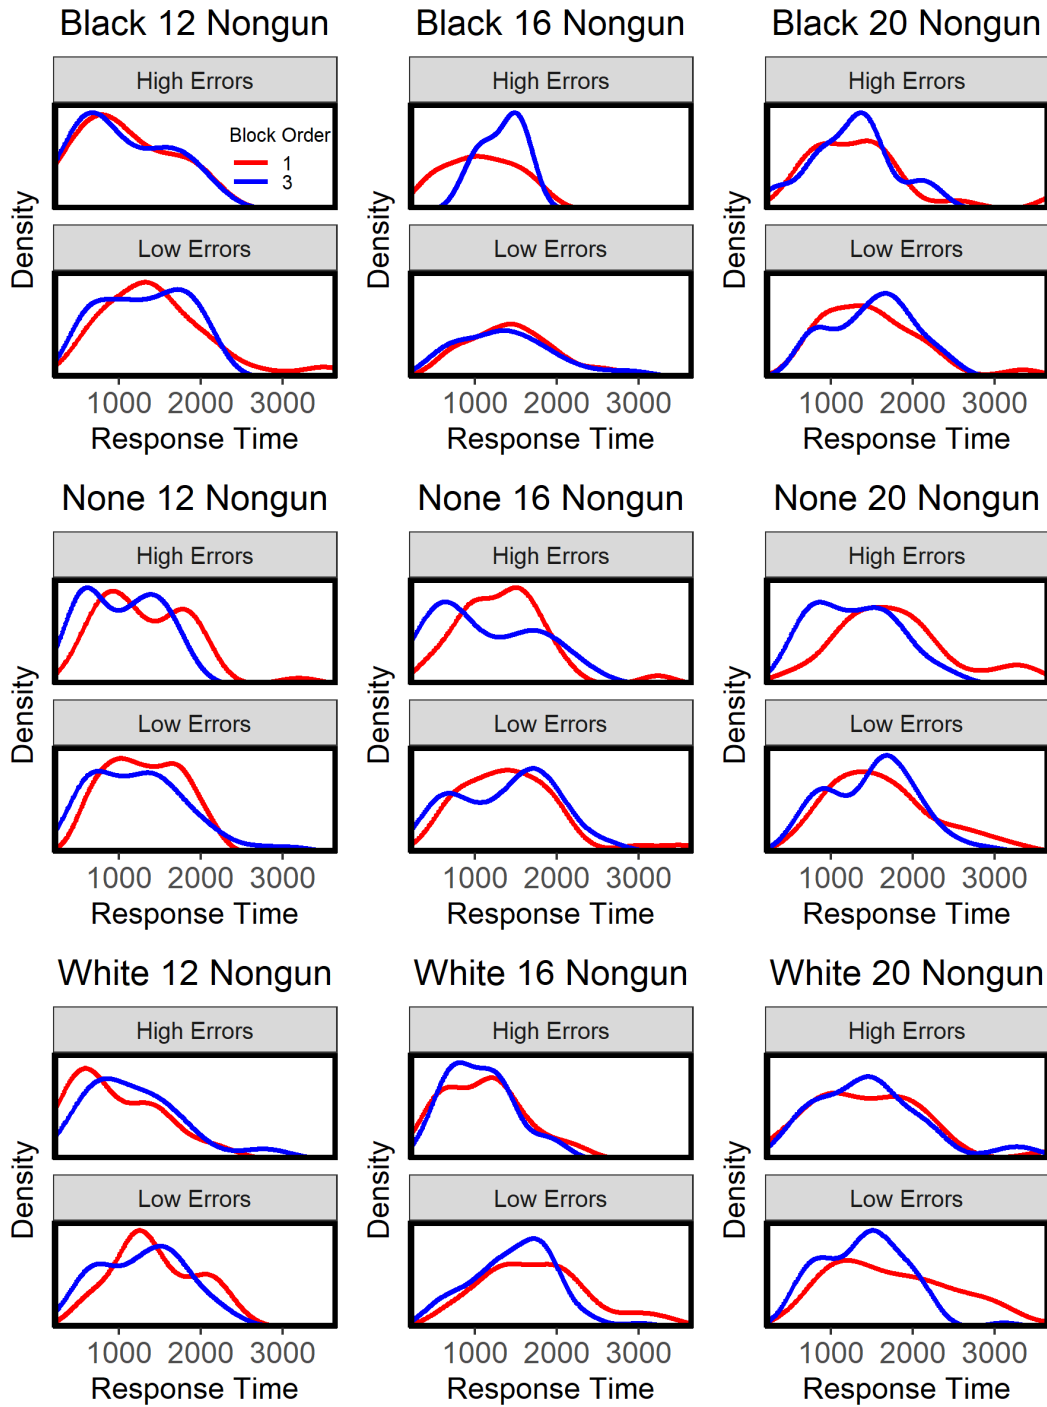 Black 12 Nongun
Black 16 Nongun
Black 20 Nongun
High Errors
High Errors
High Errors
Block Order
1
3
Density
Density
Density
Low Errors
Low Errors
Low Errors
1000 2000 3000
1000 2000 3000
1000 2000 3000
Response Time
Response Time
Response Time
None 12 Nongun
None 16 Nongun
None 20 Nongun
High Errors
High Errors
High Errors
Density
Density
Density
Low Errors
Low Errors
Low Errors
1000 2000 3000
1000 2000 3000
1000 2000 3000
Response Time
Response Time
Response Time
White 12 Nongun
White 16 Nongun
White 20 Nongun
High Errors
High Errors
High Errors
Density
Density
Density
Low Errors
Low Errors
Low Errors
1000 2000 3000
1000 2000 3000
1000 2000 3000
Response Time
Response Time
Response Time